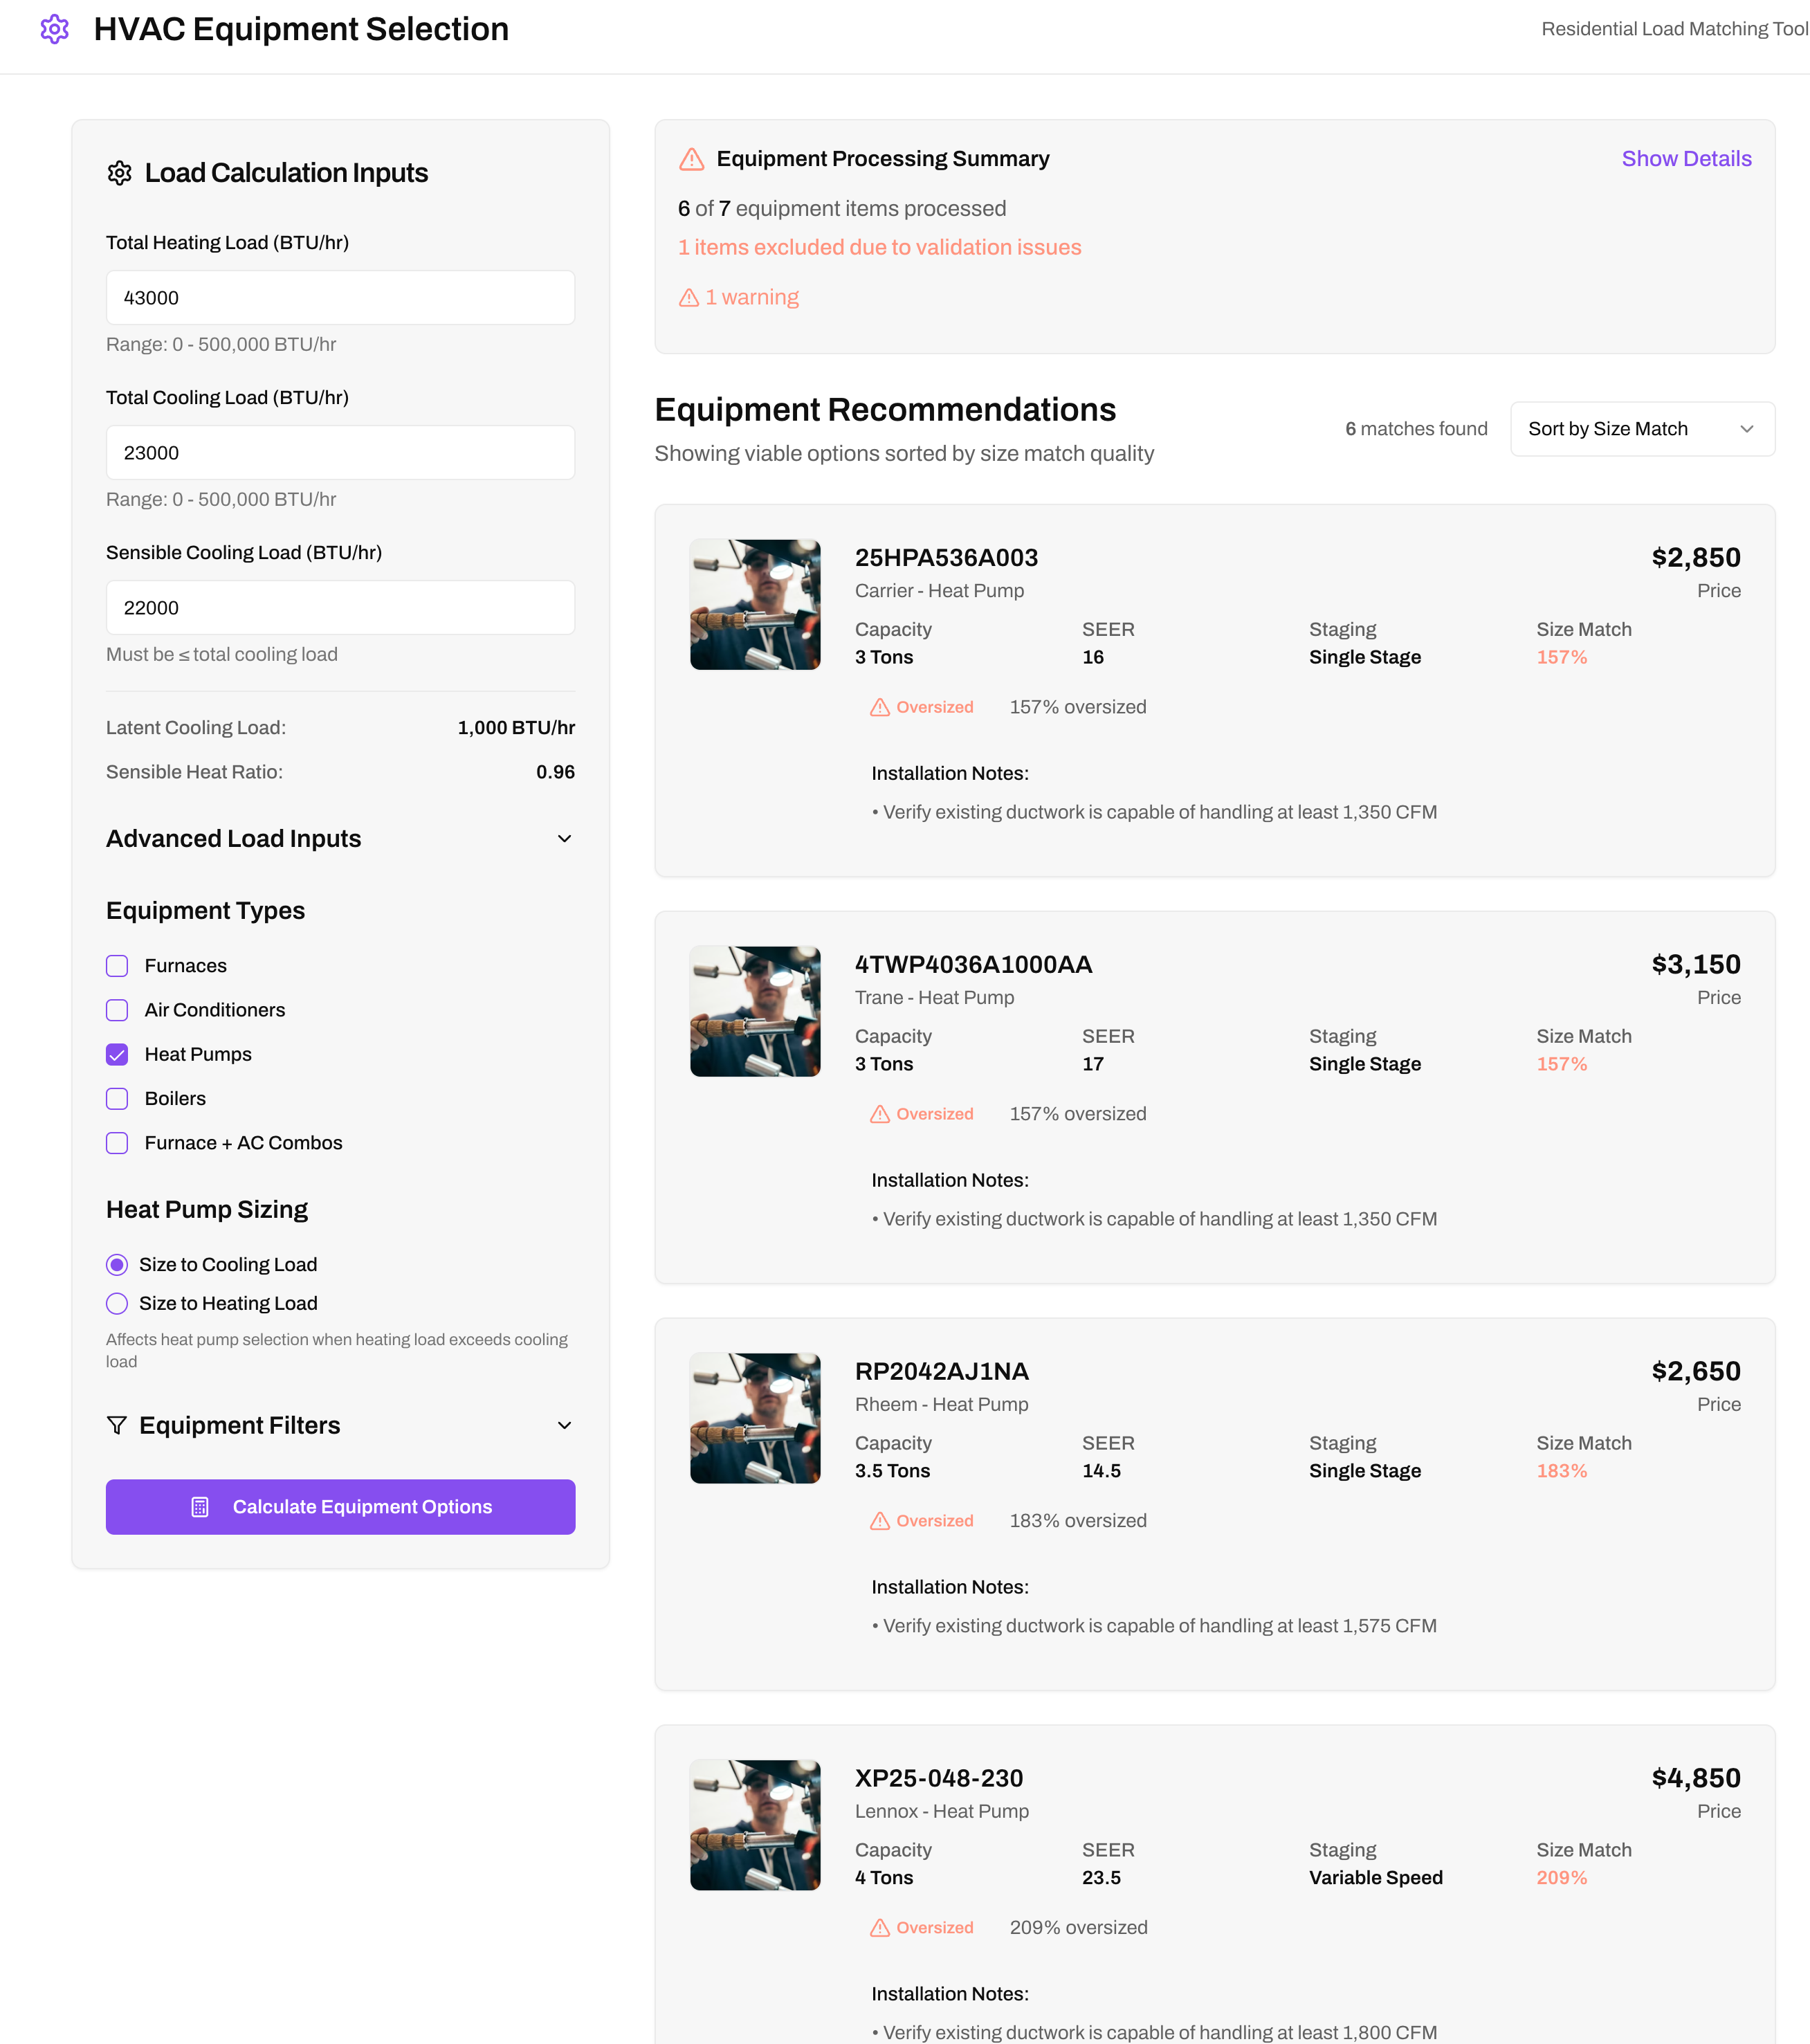 HVAC Equipment Selection
Residential Load Matching Tool
Load Calculation Inputs
Total Heating Load (BTU/hr)
43000
Range: 0 - 500,000 BTU/hr
Total Cooling Load (BTU/hr)
23000
Range: 0 - 500,000 BTU/hr
Sensible Cooling Load (BTU/hr)
22000
Must be ≤ total cooling load
Latent Cooling Load: 1,000 BTU/hr
Sensible Heat Ratio: 0.96
Advanced Load Inputs
Equipment Types
Furnaces
Air Conditioners
Heat Pumps
Boilers
Furnace + AC Combos
Heat Pump Sizing
Size to Cooling Load
Size to Heating Load
Affects heat pump selection when heating load exceeds cooling
load
Equipment Filters
Calculate Equipment Options
Equipment Processing Summary
Show Details
6 of 7 equipment items processed
1 items excluded due to validation issues
1 warning
Equipment Recommendations
Showing viable options sorted by size match quality
6 matches found
Sort by Size Match
25HPA536A003
$2,850
Carrier - Heat Pump
Price
Capacity SEER Staging Size Match
3 Tons 16 Single Stage 157%
Oversized 157% oversized
Installation Notes:
• Verify existing ductwork is capable of handling at least 1,350 CFM
4TWP4036A1000AA
$3,150
Trane - Heat Pump
Price
Capacity SEER Staging Size Match
3 Tons 17 Single Stage 157%
Oversized 157% oversized
Installation Notes:
• Verify existing ductwork is capable of handling at least 1,350 CFM
RP2042AJ1NA
$2,650
Rheem - Heat Pump
Price
Capacity SEER Staging Size Match
3.5 Tons 14.5 Single Stage 183%
Oversized 183% oversized
Installation Notes:
• Verify existing ductwork is capable of handling at least 1,575 CFM
XP25-048-230
$4,850
Lennox - Heat Pump
Price
Capacity SEER Staging Size Match
4 Tons 23.5 Variable Speed 209%
Oversized 209% oversized
Installation Notes:
• Verify existing ductwork is capable of handling at least 1,800 CFM